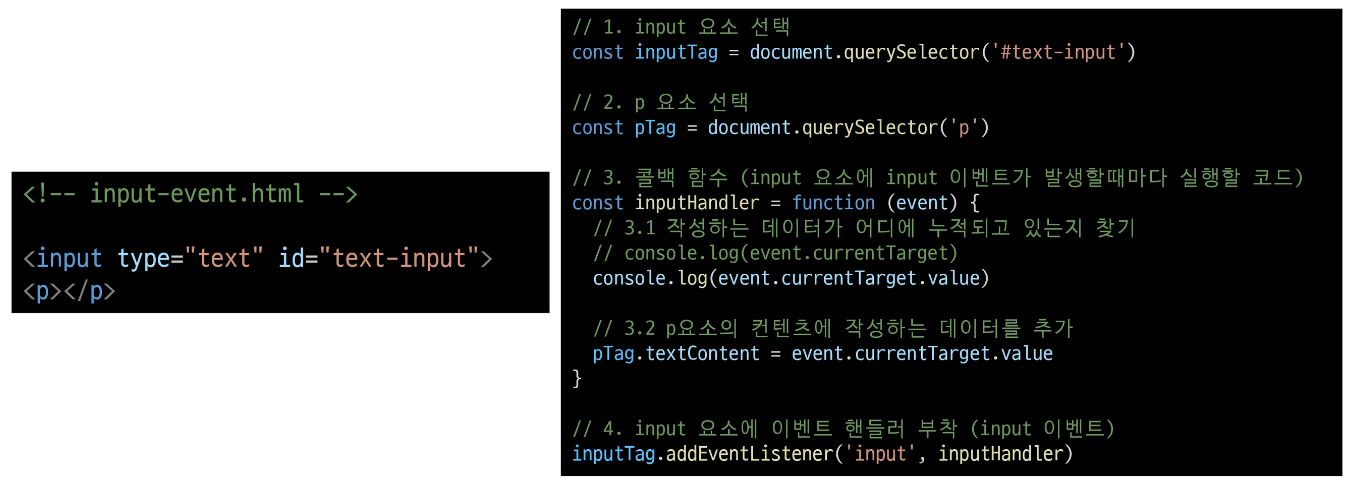 <!-- input-event.html -->
<input type="text" id="text-input">
<p></p>
// 1. input 요소 선택
const inputTag = document.querySelector('#text-input')
// 2. p 요소 선택
const pTag = document.querySelector('p')
// 3. 콜백 함수 (input 요소에 input 이벤트가 발생할때마다 실행할 코드)
const inputHandler = function (event) {
  // 3.1 작성하는 데이터가 어디에 누적되고 있는지 찾기
  // console.log(event.currentTarget)
  console.log(event.currentTarget.value)
  // 3.2 p요소의 컨텐츠에 작성하는 데이터를 추가
  pTag.textContent = event.currentTarget.value
}
// 4. input 요소에 이벤트 핸들러 부착 (input 이벤트)
inputTag.addEventListener('input', inputHandler)